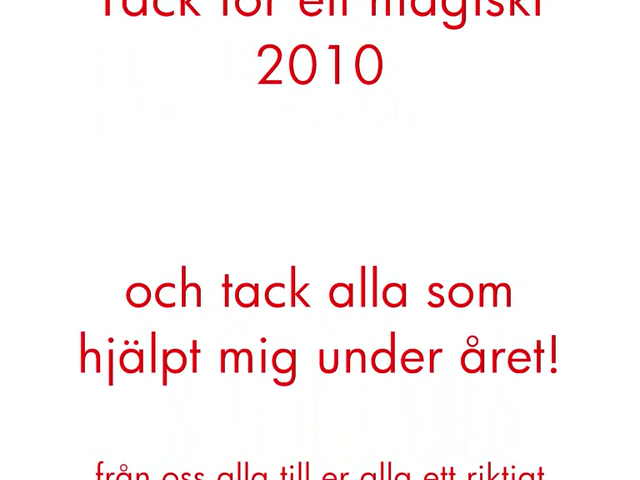 Tack för ett magiskt
2010
och tack alla som
hjälpt mig under året!
från oss alla till er alla ett riktigt